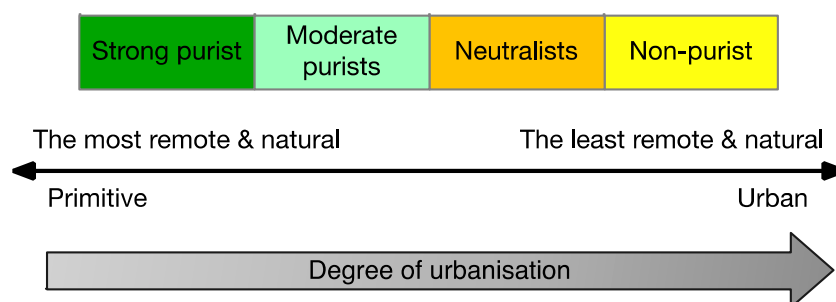 Strong purist
Moderate
purists
Neutralists
Non-purist
The most remote & natural
The least remote & natural
Primitive
Urban
Degree of urbanisation